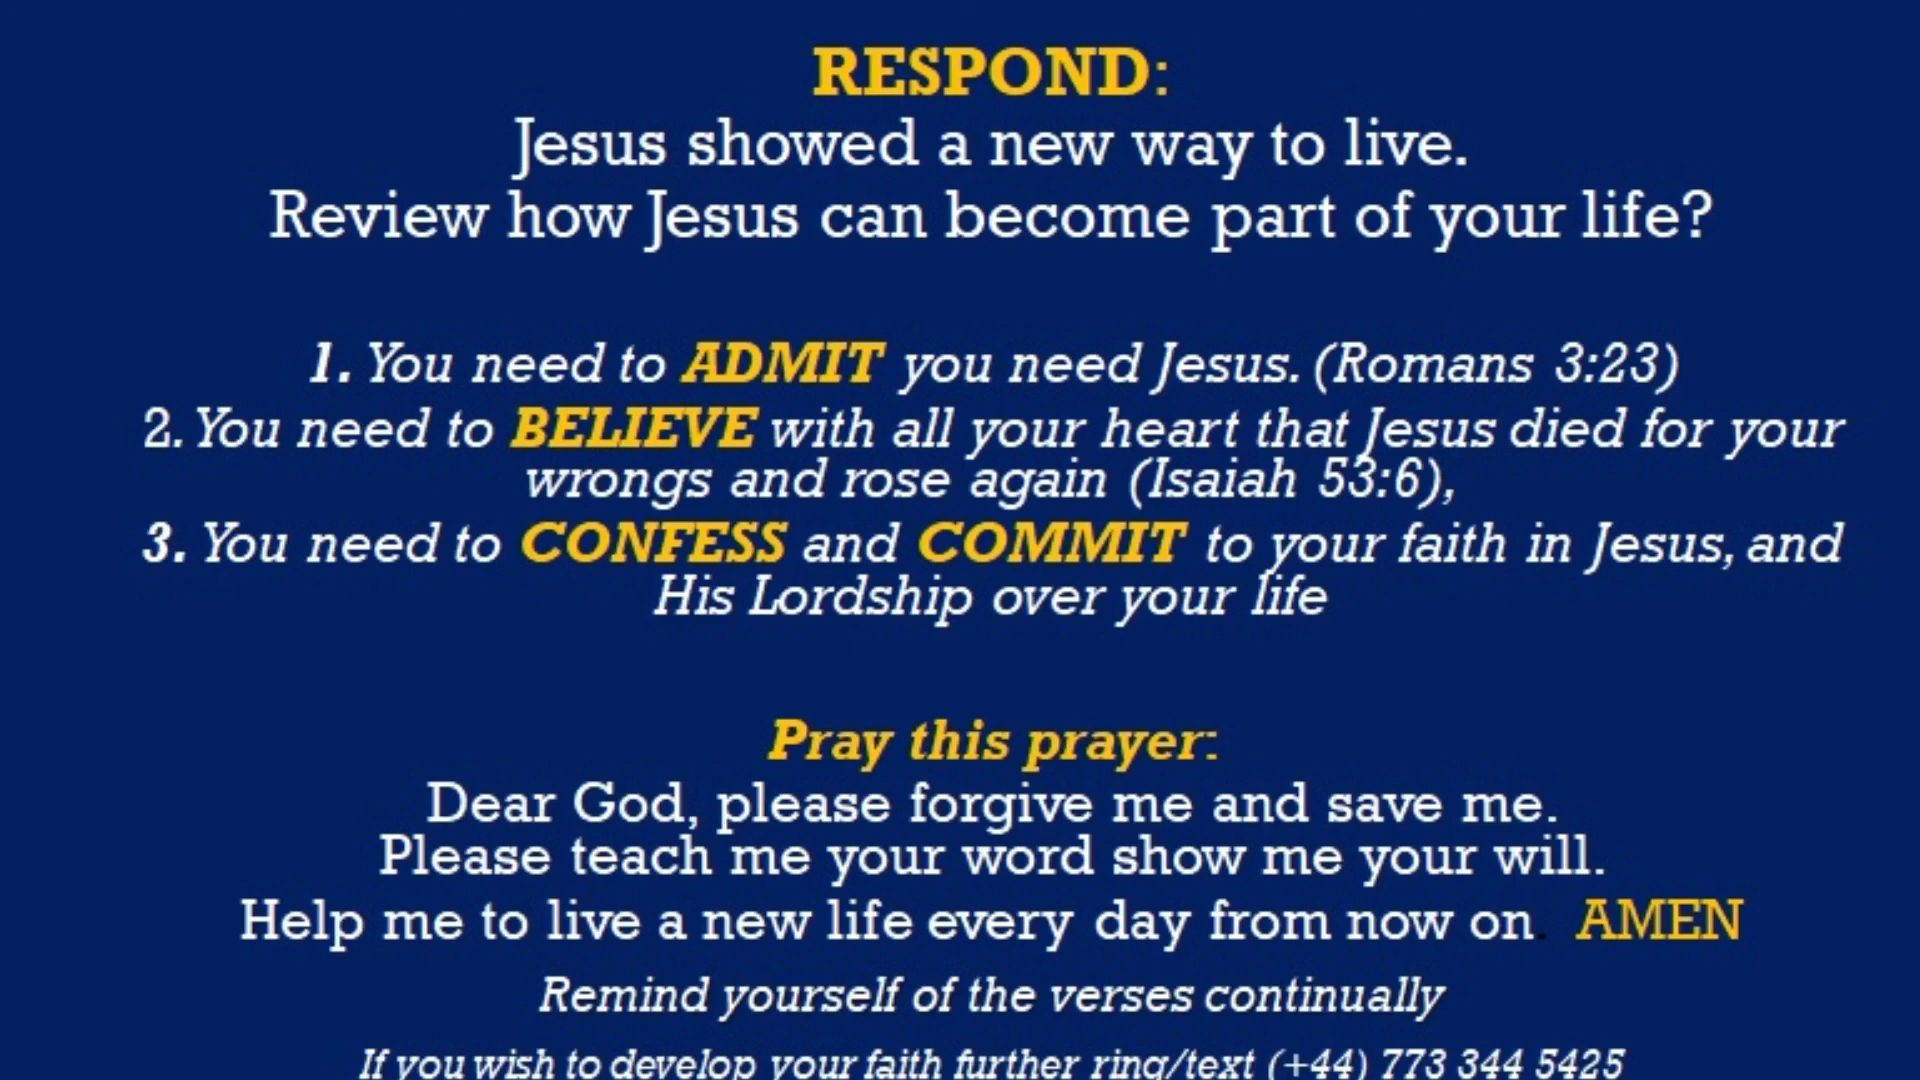 RESPOND:
Jesus showed a new way to live.
Review how Jesus can become part of your life?
1. You need to ADMIT you need Jesus. (Romans 3:23)
2. You need to BELIEVE with all your heart that Jesus died for your
wrongs and rose again (Isaiah 53:6),
3. You need to CONFESS and COMMIT to your faith in Jesus, and
His Lordship over your life
Pray this prayer:
Dear God, please forgive me and save me.
Please teach me your word show me your will.
Help me to live a new life every day from now on. AMEN
Remind yourself of the verses continually
If you wish to develop your faith further ring/text (+44) 773 344 5425